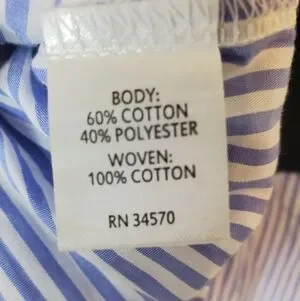 BODY:
60% COTTON
40% POLYESTER
WOVEN:
100% COTTON
RN 34570